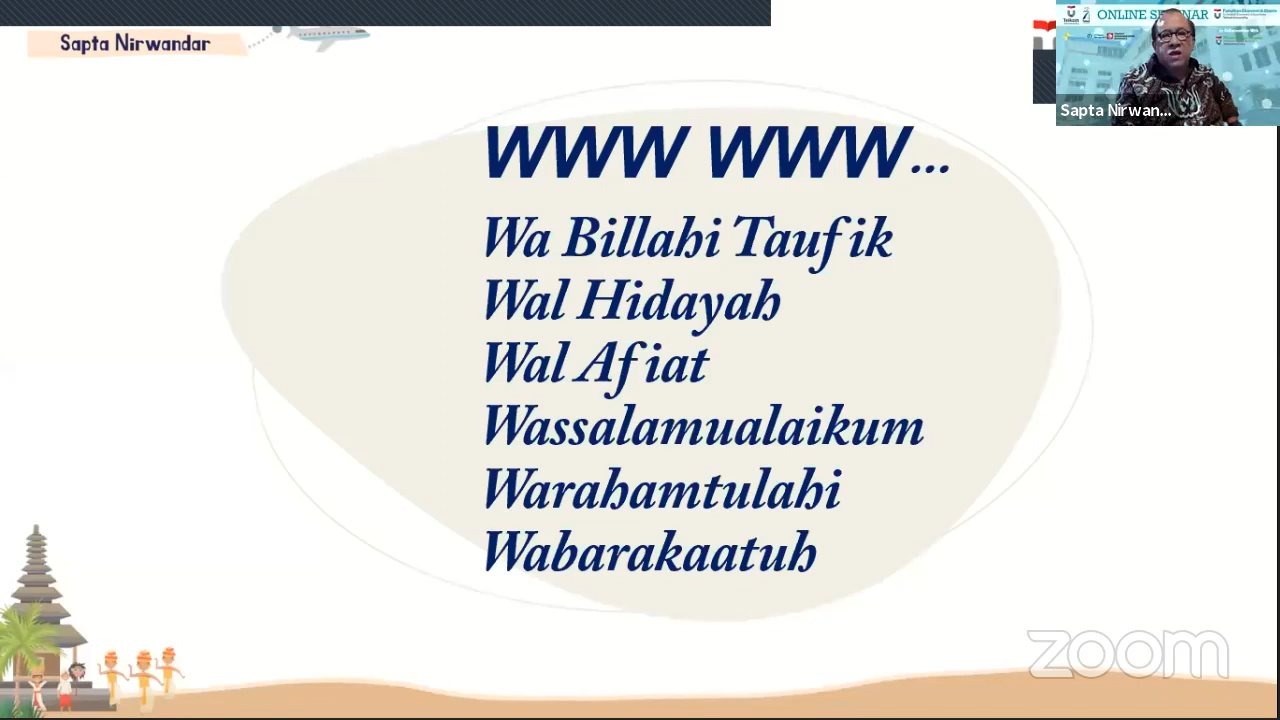 Sapta Nirwandar
ONLINE SEMINAR
Sapta Nirwan...
WWW WWW...
Wa Billahi Taufik
Wal Hidayah
Wal Afiat
Wassalamualaikum
Warahamtulahi
Wabarakaatuh
zoom